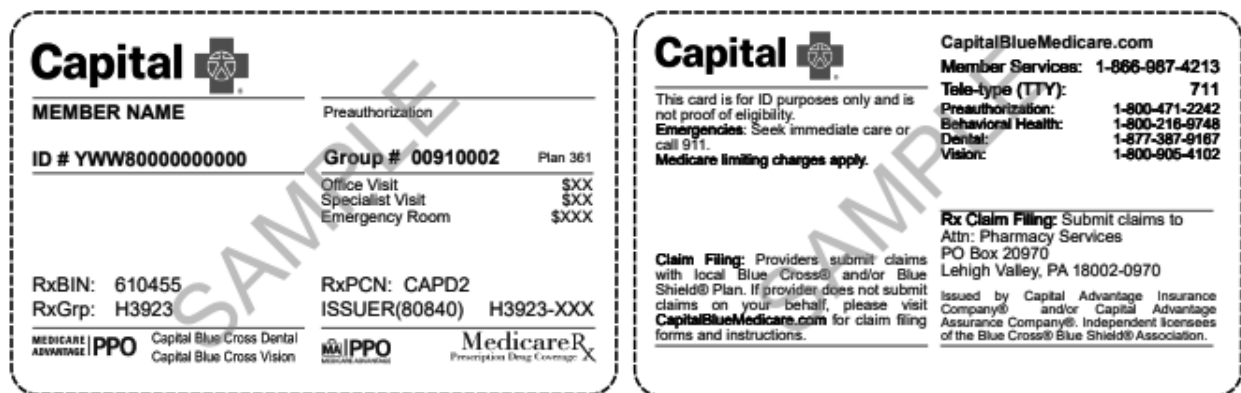 Capital
MEMBER NAME
Preauthorization
ID # YWW80000000000
Group # 00910002 Plan 361
Office Visit $XX
Specialist Visit $XX
Emergency Room $XXX
RxBIN: 610455
RxGrp: H3923
RxPCN: CAPD2
ISSUER(80840) H3923-XXX
MEDICARE ADVANTAGE | PPO
Capital Blue Cross Dental
Capital Blue Cross Vision
MA|PPO
MEDICARE ADVANTAGE
MedicareRx
Prescription Drug Coverage
SAMPLE
Capital
This card is for ID purposes only and is
not proof of eligibility.
Emergencies: Seek immediate care or
call 911.
Medicare limiting charges apply.
CapitalBlueMedicare.com
Member Services: 1-866-987-4213
Tele-type (TTY): 711
Preauthorization: 1-800-471-2242
Behavioral Health: 1-800-216-9748
Dental: 1-877-387-9167
Vision: 1-800-905-4102
Claim Filing: Providers submit claims
with local Blue Cross® and/or Blue
Shield® Plan. If provider does not submit
claims on your behalf, please visit
CapitalBlueMedicare.com for claim filing
forms and instructions.
Rx Claim Filing: Submit claims to
Attn: Pharmacy Services
PO Box 20970
Lehigh Valley, PA 18002-0970
Issued by Capital Advantage Insurance
Company® and/or Capital Advantage
Assurance Company®. Independent licensees
of the Blue Cross® Blue Shield® Association.
SAMPLE